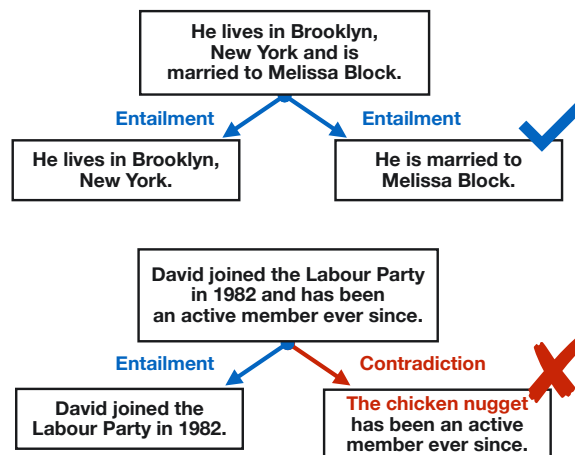 He lives in Brooklyn,
New York and is
married to Melissa Block.
Entailment
Entailment
He lives in Brooklyn,
New York.
He is married to
Melissa Block.
David joined the Labour Party
in 1982 and has been
an active member ever since.
Entailment
Contradiction
David joined the
Labour Party in 1982.
The chicken nugget
has been an active
member ever since.